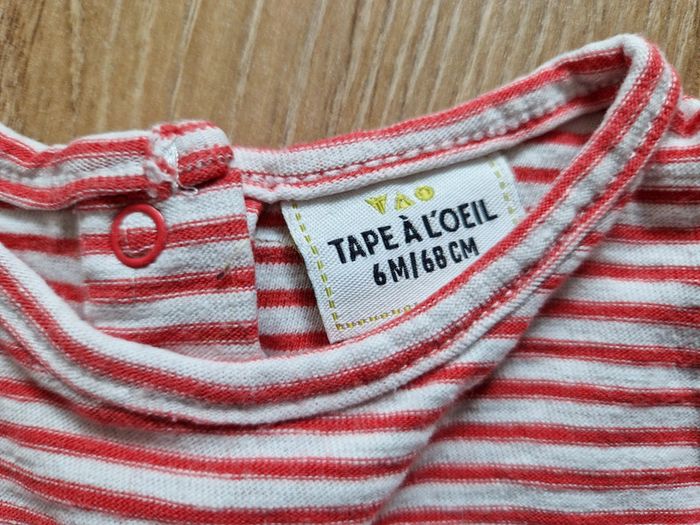 TAO
TAPE À L'OEIL
6M/68CM